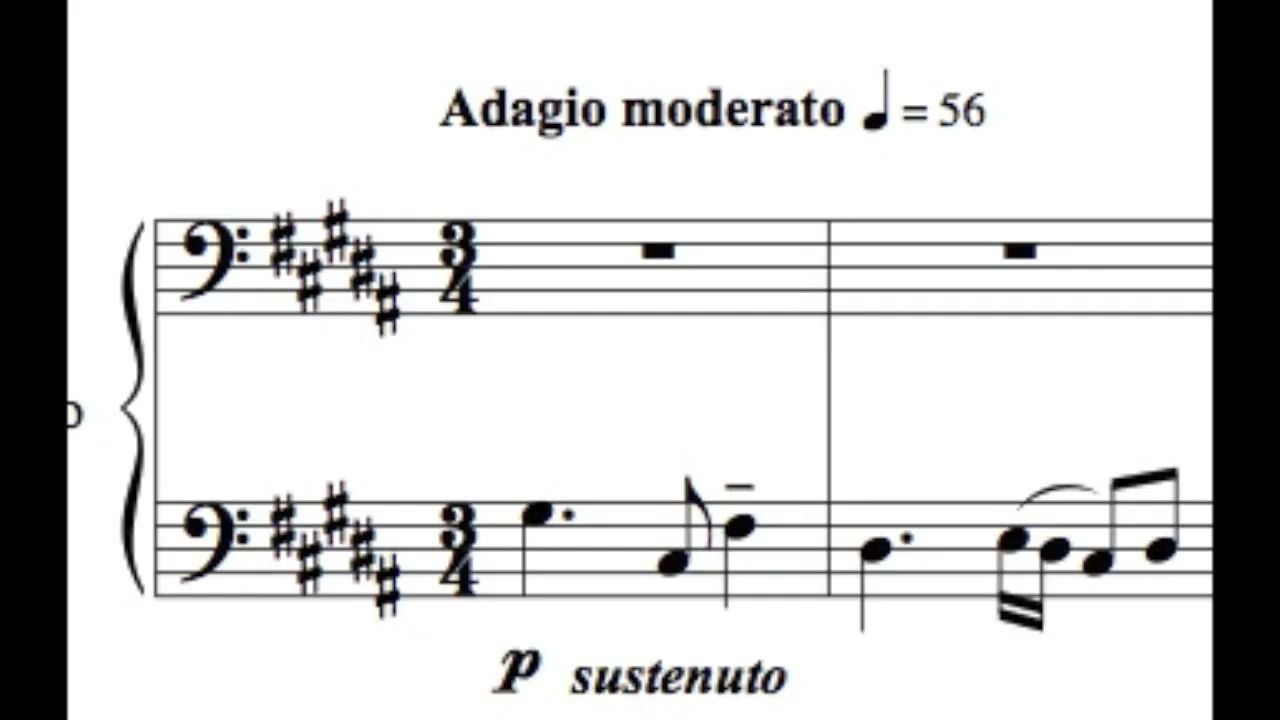 Adagio moderato ♩ = 56
3
4
o
3
4
p sustenuto